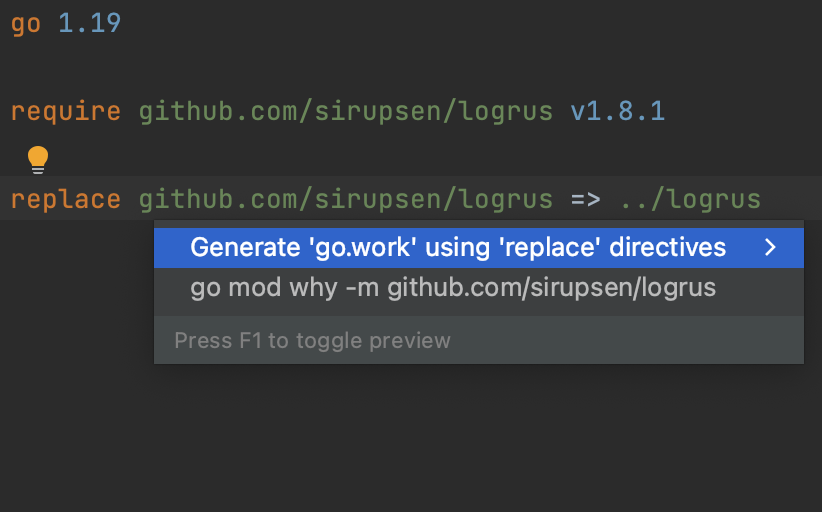 go 1.19
require github.com/sirupsen/logrus v1.8.1
replace github.com/sirupsen/logrus => ../logrus
Generate 'go.work' using 'replace' directives
go mod why -m github.com/sirupsen/logrus
Press F1 to toggle preview